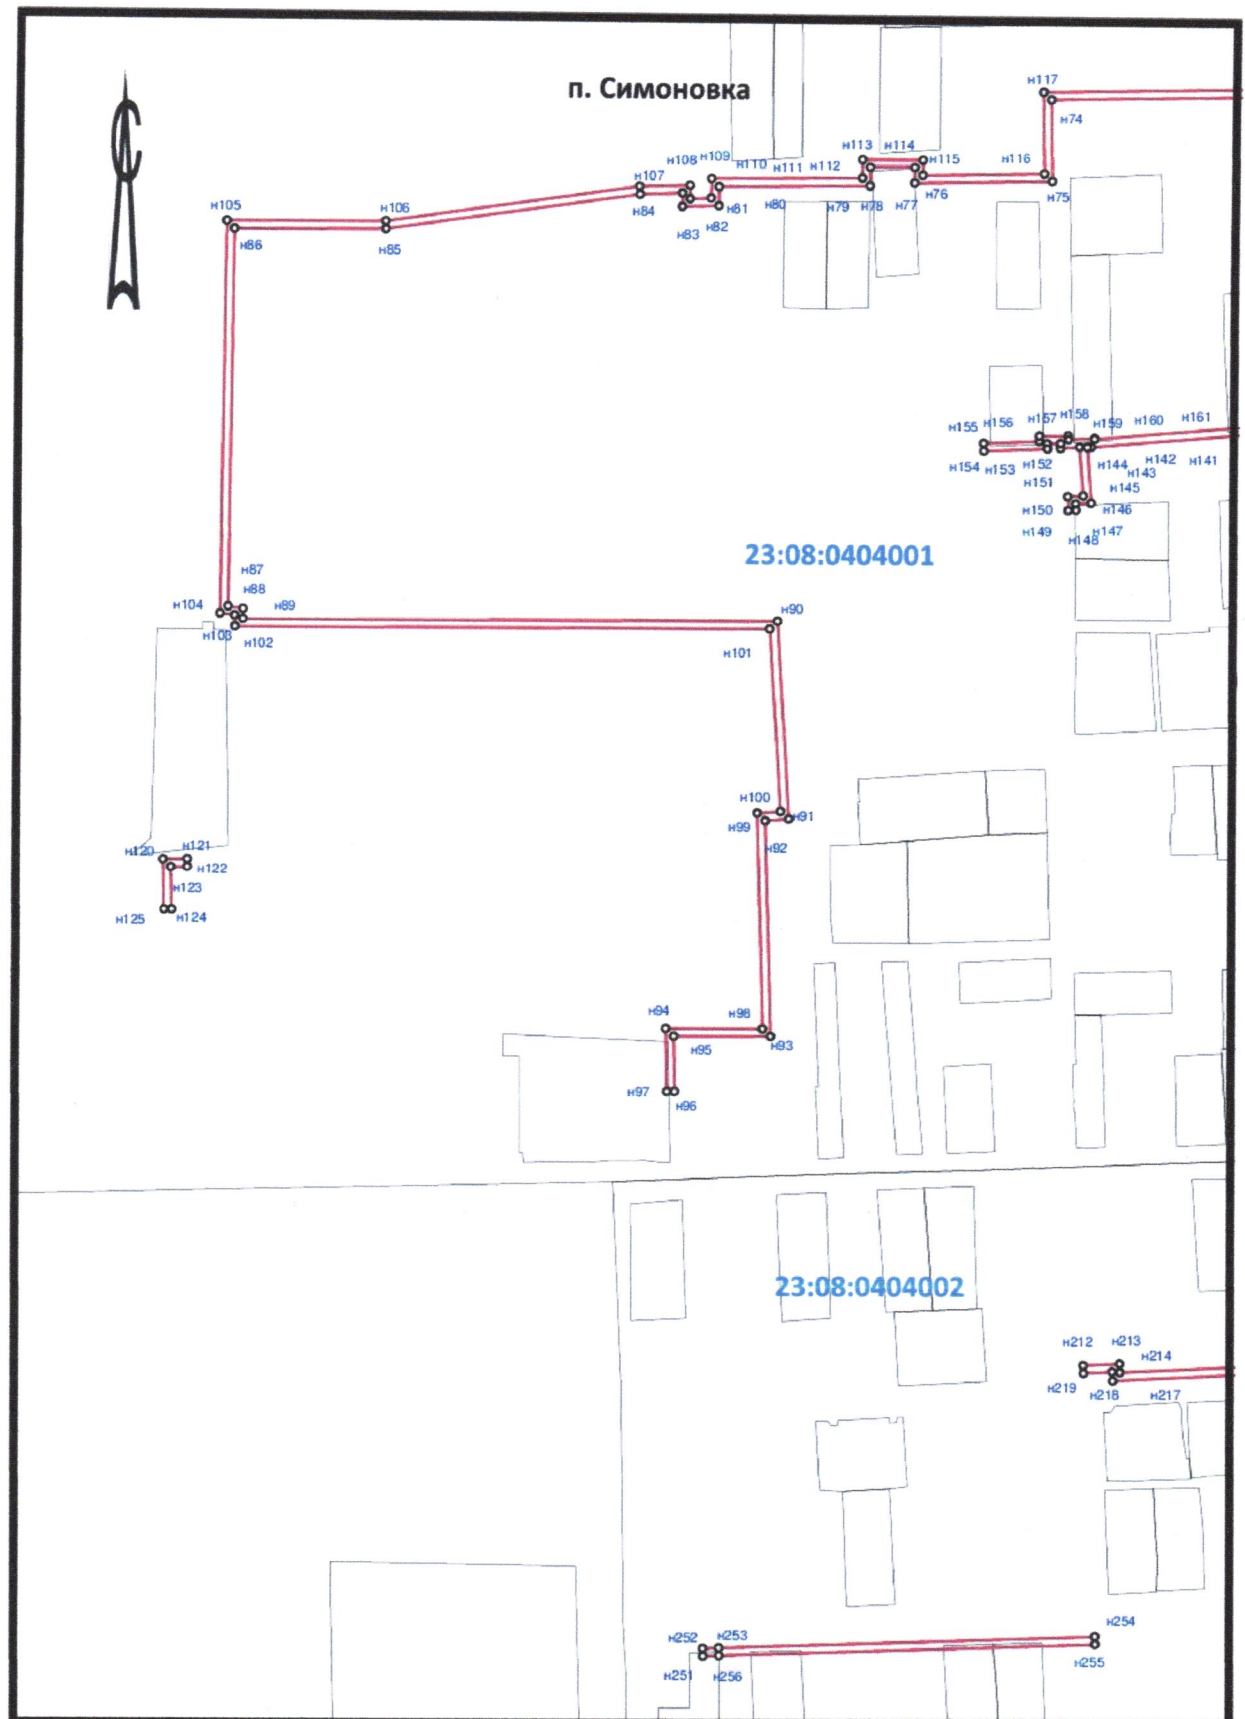 п. Симоновка
С
н117
н74
н113 н114
н108 н109 н110 н111 н112 н115 н116
н107
н84 н81 н80 н79 н78 н77 н76 н75
н83 н82
н105 н106
н86 н85
н155 н156 н157 н158 н159 н160 н161
н154 н153 н152 н144 н142 н141
н143
н151 н145
н150 н146
н149 н148 н147
23:08:0404001
н87
н88
н104 н89 н90
н103 н102 н101
н100
н99 н91
н92
н120 н121
н122
н123
н125 н124
н94 н98
н95 н93
н97 н96
23:08:0404002
н212 н213
н214
н219 н218 н217
н252 н253 н254
н251 н256 н255